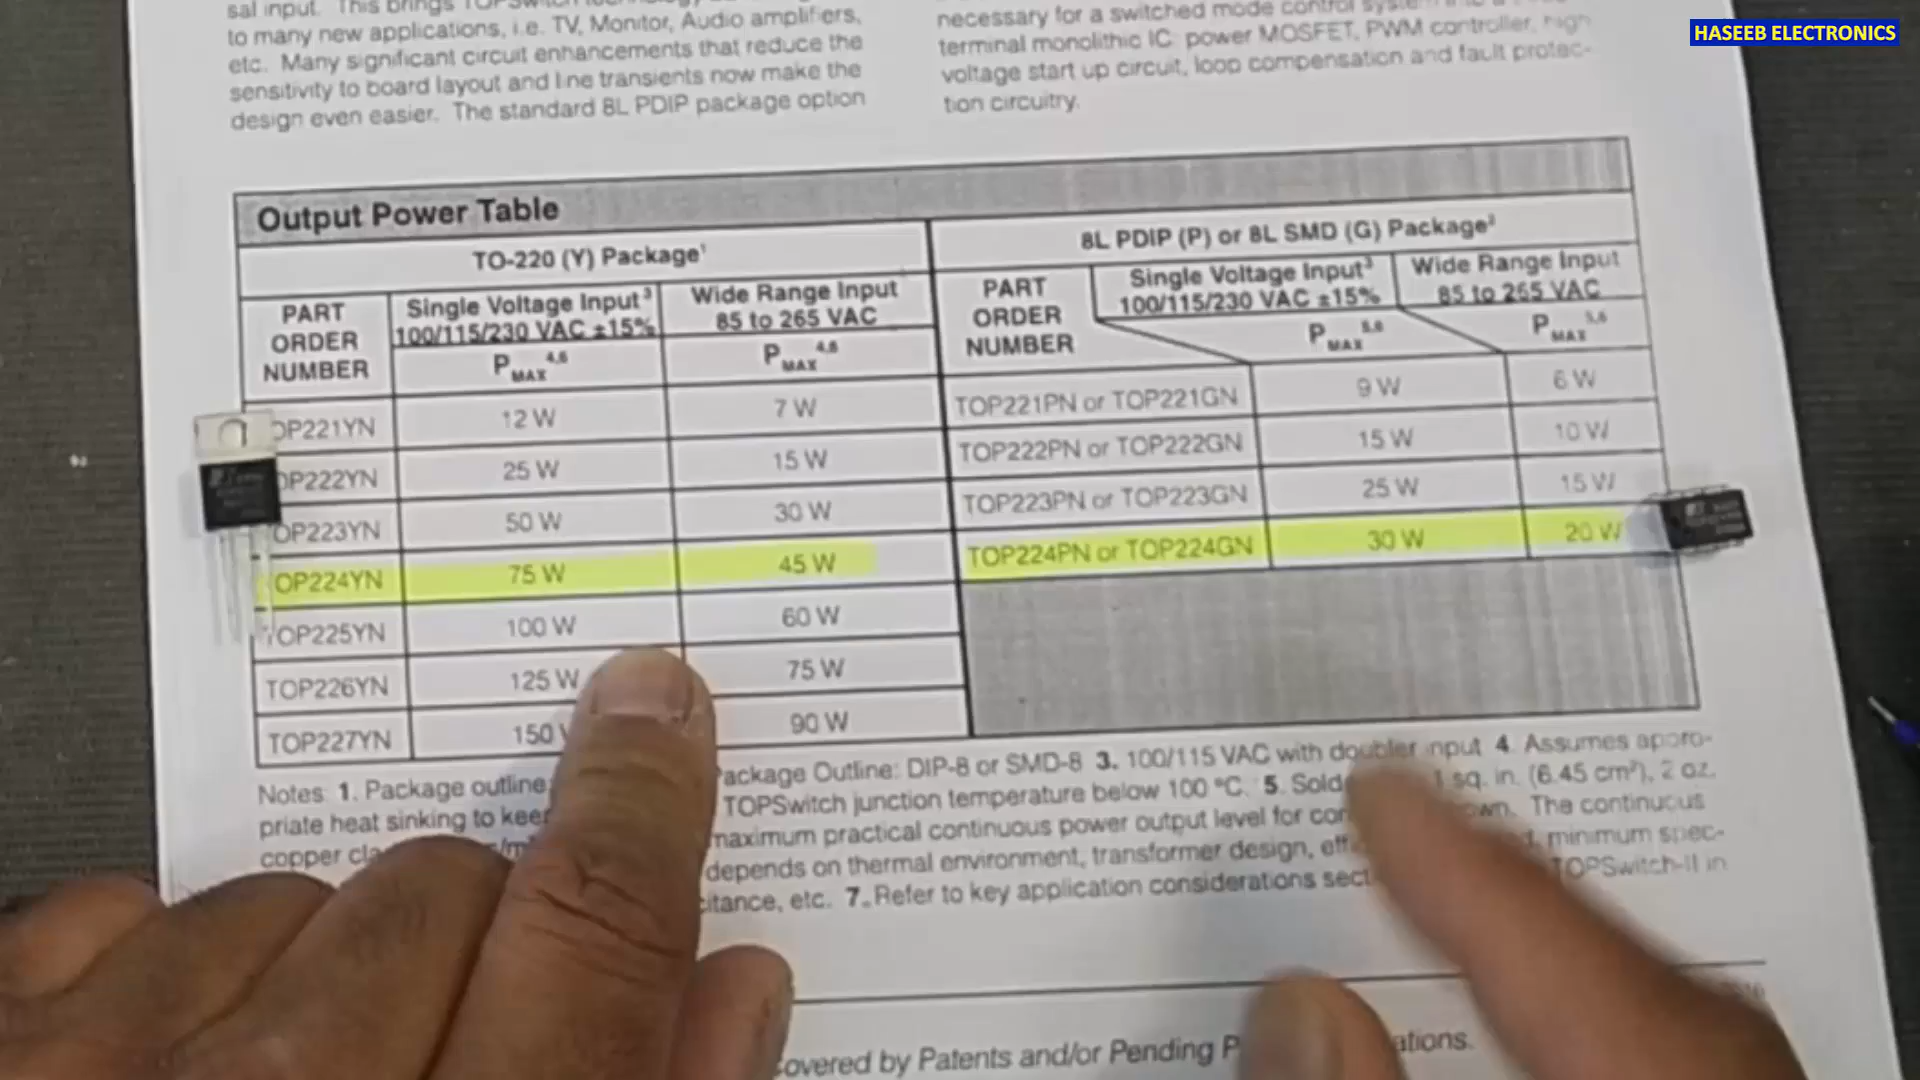 sal input. This brings TOPSwitch
to many new applications, i.e. TV, Monitor, Audio amplifiers,
etc. Many significant circuit enhancements that reduce the
sensitivity to board layout and line transients now make the
design even easier. The standard 8L PDIP package option
necessary for a switched mode control
terminal monolithic IC: power MOSFET, PWM controller, high
voltage start up circuit, loop compensation and fault protec-
tion circuitry.
HASEEB ELECTRONICS
Output Power Table
TO-220 (Y) Package¹
8L PDIP (P) or 8L SMD (G) Package²
PART ORDER NUMBER
Single Voltage Input³ 100/115/230 VAC ±15%
Wide Range Input 85 to 265 VAC
PART ORDER NUMBER
Single Voltage Input³ 100/115/230 VAC ±15%
Wide Range Input 85 to 265 VAC
PMAX 4,6
PMAX 4,6
PMAX 5,6
PMAX 5,6
OP221YN 12 W 7 W TOP221PN or TOP221GN 9 W 6 W
OP222YN 25 W 15 W TOP222PN or TOP222GN 15 W 10 W
OP223YN 50 W 30 W TOP223PN or TOP223GN 25 W 15 W
OP224YN 75 W 45 W TOP224PN or TOP224GN 30 W 20 W
TOP225YN 100 W 60 W
TOP226YN 125 W 75 W
TOP227YN 150 90 W
Notes: 1. Package outline ackage Outline: DIP-8 or SMD-8 3. 100/115 VAC with doubler input 4. Assumes appro-
priate heat sinking to keep TOPSwitch junction temperature below 100 °C. 5. Sold 1 sq. in. (6.45 cm²), 2 oz.
copper cla maximum practical continuous power output level for con own. The continuous
depends on thermal environment, transformer design, eff minimum spec-
citance, etc. 7. Refer to key application considerations sect TOPSwitch-II in
overed by Patents and/or Pending P ations.